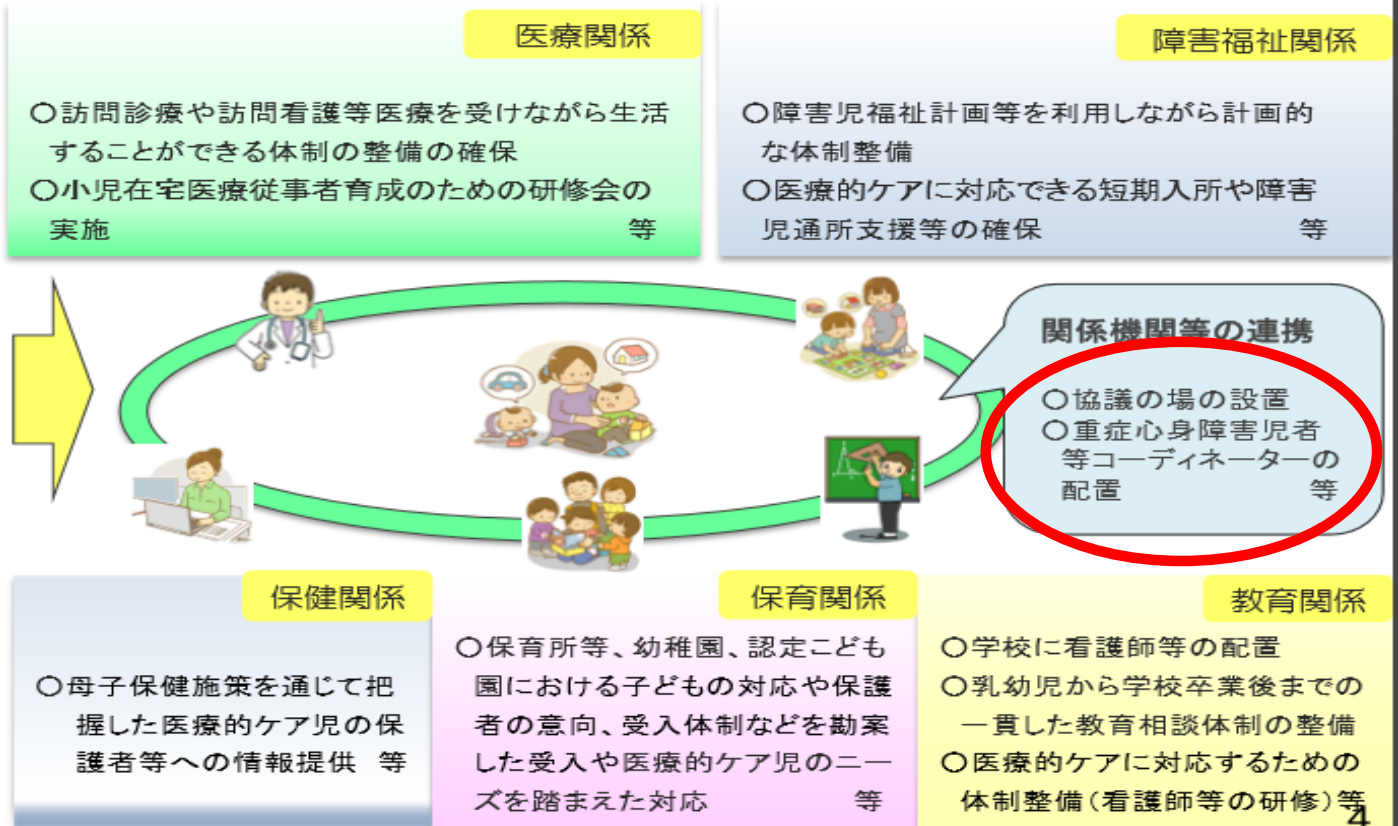 医療関係
〇訪問診療や訪問看護等医療を受けながら生活
することができる体制の整備の確保
〇小児在宅医療従事者育成のための研修会の
実施 等
障害福祉関係
〇障害児福祉計画等を利用しながら計画的
な体制整備
〇医療的ケアに対応できる短期入所や障害
児通所支援等の確保 等
関係機関等の連携
〇協議の場の設置
〇重症心身障害児者
等コーディネーターの
配置 等
保健関係
〇母子保健施策を通じて把
握した医療的ケア児の保
護者等への情報提供 等
保育関係
〇保育所等、幼稚園、認定こども
園における子どもの対応や保護
者の意向、受入体制などを勘案
した受入や医療的ケア児のニー
ズを踏まえた対応 等
教育関係
〇学校に看護師等の配置
〇乳幼児から学校卒業後までの
一貫した教育相談体制の整備
〇医療的ケアに対応するための
体制整備(看護師等の研修)等
4